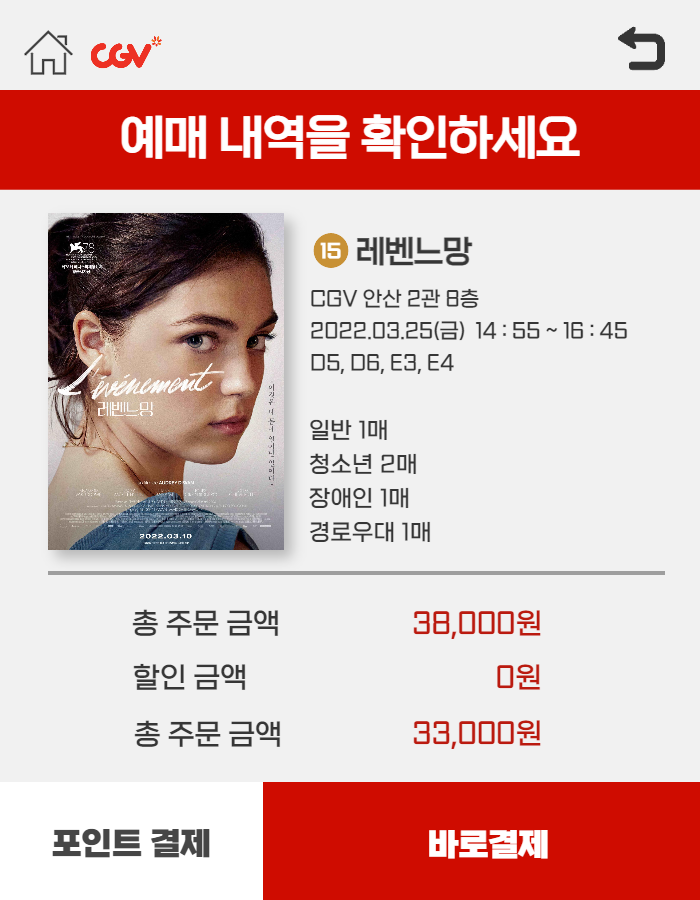 CGV
예매 내역을 확인하세요
78
L'événement
레벤느망
2022.03.10
15 레벤느망
CGV 안산 2관 8층
2022.03.25(금) 14 : 55 ~ 16 : 45
D5, D6, E3, E4
일반 1매
청소년 2매
장애인 1매
경로우대 1매
총 주문 금액 38,000원
할인 금액 0원
총 주문 금액 33,000원
포인트 결제 바로결제